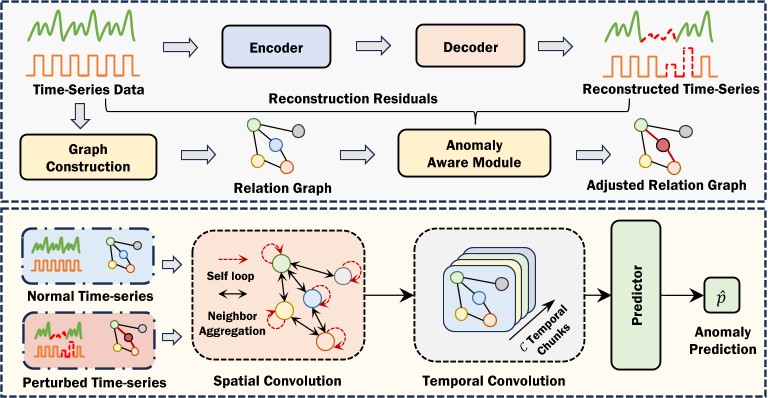 Encoder
Decoder
Time-Series Data
Reconstructed Time-Series
Reconstruction Residuals
Graph
Construction
Relation Graph
Anomaly
Aware Module
Adjusted Relation Graph
Normal Time-series
Perturbed Time-series
Self loop
Neighbor
Aggregation
Spatial Convolution
C Temporal
Chunks
Temporal Convolution
Predictor
p̂
Anomaly
Prediction